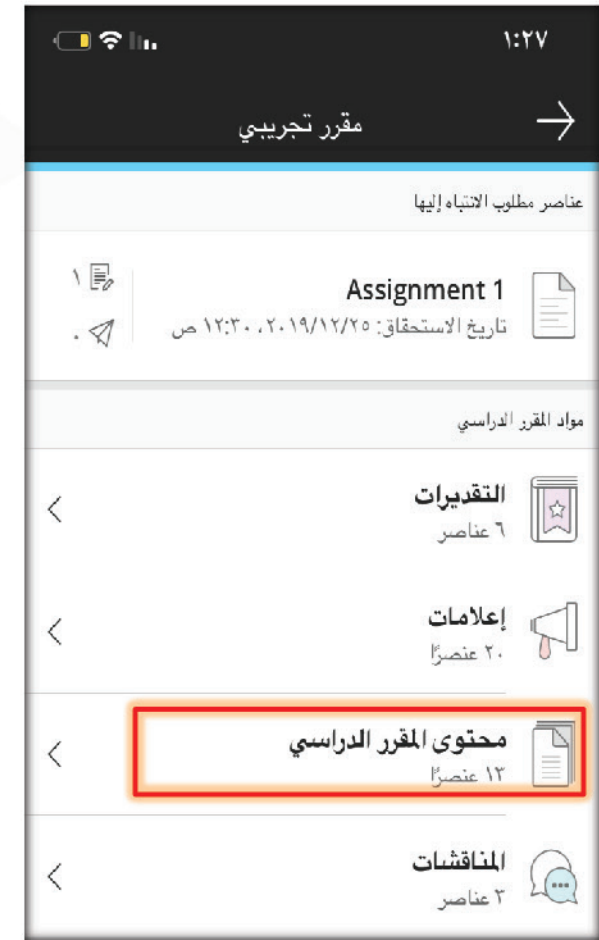 ١:٢٧
مقرر تجريبي
عناصر مطلوب الانتباه إليها
Assignment 1
تاريخ الاستحقاق: ٢٠١٩/١٢/٢٥، ١٢:٣٠ ص
١
٠
مواد المقرر الدراسي
التقديرات
٦ عناصر
إعلامات
٢٠ عنصرًا
محتوى المقرر الدراسي
١٣ عنصرًا
المناقشات
٣ عناصر